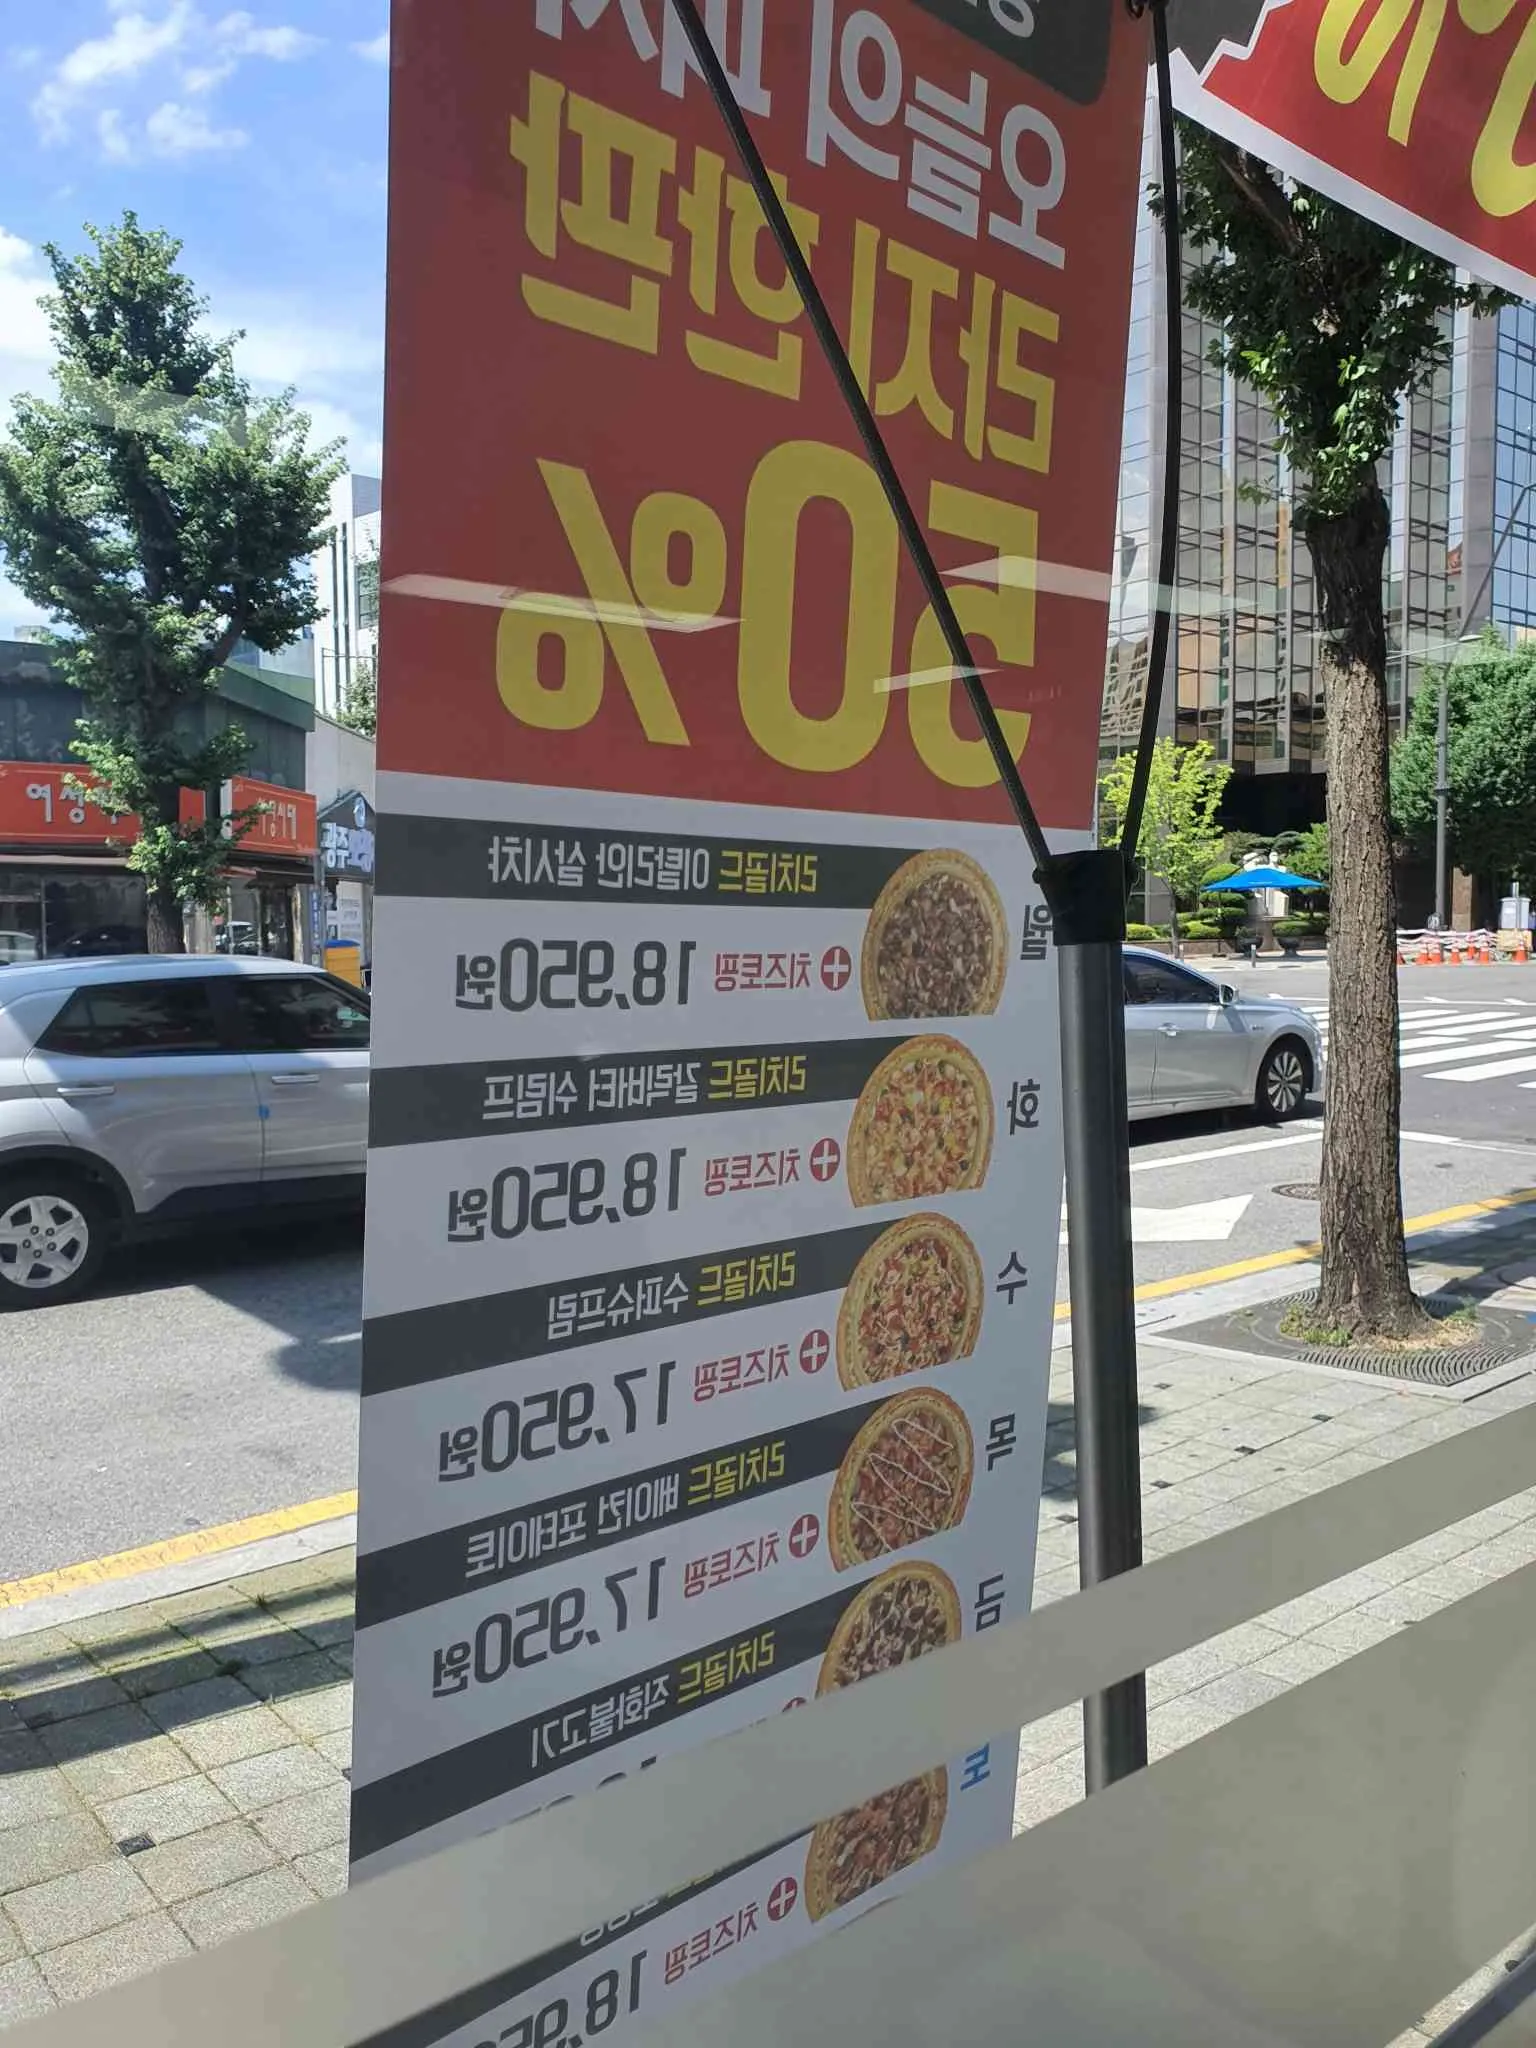 오늘의 피자
라지 한판
50%
월
리치골드 이탈리안 살시챠
치즈토핑 18,950원
화
리치골드 갈릭버터 쉬림프
치즈토핑 18,950원
수
리치골드 수퍼슈프림
치즈토핑 17,950원
목
리치골드 베이컨 포테이토
치즈토핑 17,950원
금
리치골드 직화불고기
토
치즈토핑 18,95
여성
광주